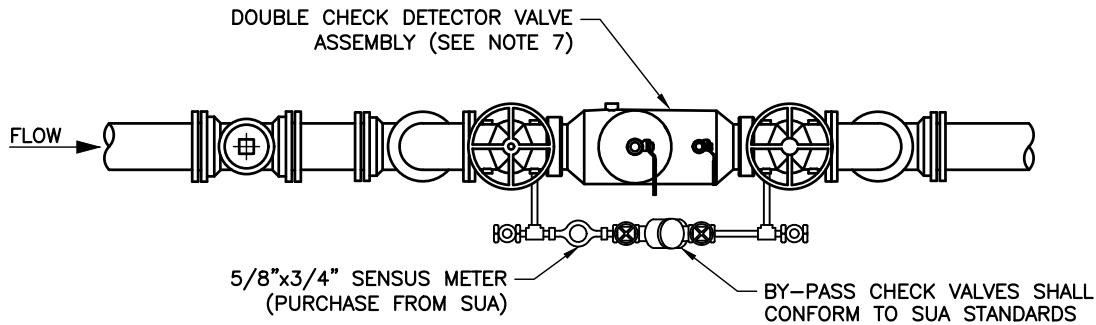 DOUBLE CHECK DETECTOR VALVE
ASSEMBLY (SEE NOTE 7)
FLOW
5/8"x3/4" SENSUS METER
(PURCHASE FROM SUA)
BY-PASS CHECK VALVES SHALL
CONFORM TO SUA STANDARDS